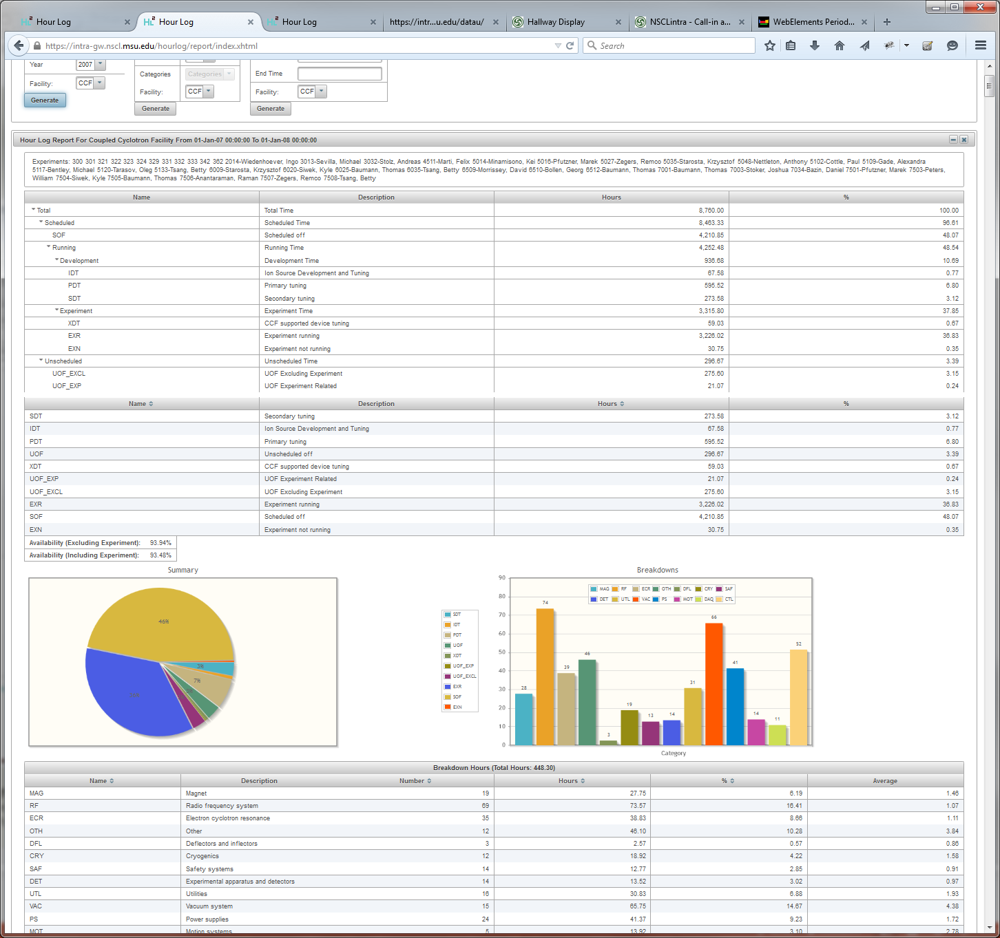 Hour Log
Hour Log
Hour Log
https://intr...u.edu/datau/
Hallway Display
NSCLintra - Call-in a...
WebElements Period...
https://intra-gw.nscl.msu.edu/hourlog/report/index.xhtml
Search
Year 2007
Facility: CCF
Generate
Categories Categories
Facility: CCF
Generate
End Time
Facility: CCF
Generate
Hour Log Report For Coupled Cyclotron Facility From 01-Jan-07 00:00:00 To 01-Jan-08 00:00:00
Experiments: 300 301 321 322 323 324 329 331 332 333 342 362 2014-Wiedenhoever, Ingo 3013-Sevilla, Michael 3032-Stolz, Andreas 4511-Marti, Felix 5014-Minamisono, Kei 5016-Pfutzner, Marek 5027-Zegers, Remco 5035-Starosta, Krzysztof 5048-Nettleton, Anthony 5102-Cottle, Paul 5109-Gade, Alexandra
5117-Bentley, Michael 5120-Tarasov, Oleg 5133-Tsang, Betty 6009-Starosta, Krzysztof 6020-Siwek, Kyle 6025-Baumann, Thomas 6035-Tsang, Betty 6509-Morrissey, David 6510-Bollen, Georg 6512-Baumann, Thomas 7001-Baumann, Thomas 7003-Stoker, Joshua 7034-Bazin, Daniel 7501-Pfutzner, Marek 7503-Peters,
William 7504-Siwek, Kyle 7505-Baumann, Thomas 7506-Anantaraman, Raman 7507-Zegers, Remco 7508-Tsang, Betty
Name Description Hours %
Total Total Time 8,760.00 100.00
Scheduled Scheduled Time 8,463.33 96.61
SOF Scheduled off 4,210.85 48.07
Running Running Time 4,252.48 48.54
Development Development Time 936.68 10.69
IDT Ion Source Development and Tuning 67.58 0.77
PDT Primary tuning 595.52 6.80
SDT Secondary tuning 273.58 3.12
Experiment Experiment Time 3,315.80 37.85
XDT CCF supported device tuning 59.03 0.67
EXR Experiment running 3,226.02 36.83
EXN Experiment not running 30.75 0.35
Unscheduled Unscheduled Time 296.67 3.39
UOF_EXCL UOF Excluding Experiment 275.60 3.15
UOF_EXP UOF Experiment Related 21.07 0.24
Name Description Hours %
SDT Secondary tuning 273.58 3.12
IDT Ion Source Development and Tuning 67.58 0.77
PDT Primary tuning 595.52 6.80
UOF Unscheduled off 296.67 3.39
XDT CCF supported device tuning 59.03 0.67
UOF_EXP UOF Experiment Related 21.07 0.24
UOF_EXCL UOF Excluding Experiment 275.60 3.15
EXR Experiment running 3,226.02 36.83
SOF Scheduled off 4,210.85 48.07
EXN Experiment not running 30.75 0.35
Availability (Excluding Experiment): 93.94%
Availability (Including Experiment): 93.48%
Summary
46%
3%
7%
SDT
IDT
PDT
UOF
XDT
UOF_EXP
UOF_EXCL
EXR
SOF
EXN
Breakdowns
90
80
70
60
50
40
30
20
10
0
MAG RF ECR OTH DFL CRY SAF
DET UTL VAC PS MOT DAQ CTL
28 74 39 46 3 19 13 14 31 66 41 14 11 52
Category
Breakdown Hours (Total Hours: 448.30)
Name Description Number Hours % Average
MAG Magnet 19 27.75 6.19 1.46
RF Radio frequency system 69 73.57 16.41 1.07
ECR Electron cyclotron resonance 35 38.83 8.66 1.11
OTH Other 12 46.10 10.28 3.84
DFL Deflectors and inflectors 3 2.57 0.57 0.86
CRY Cryogenics 12 18.92 4.22 1.58
SAF Safety systems 14 12.77 2.85 0.91
DET Experimental apparatus and detectors 14 13.52 3.02 0.97
UTL Utilities 16 30.83 6.88 1.93
VAC Vacuum system 15 65.75 14.67 4.38
PS Power supplies 24 41.37 9.23 1.72
MOT Motion systems 5 13.92 3.10 2.78